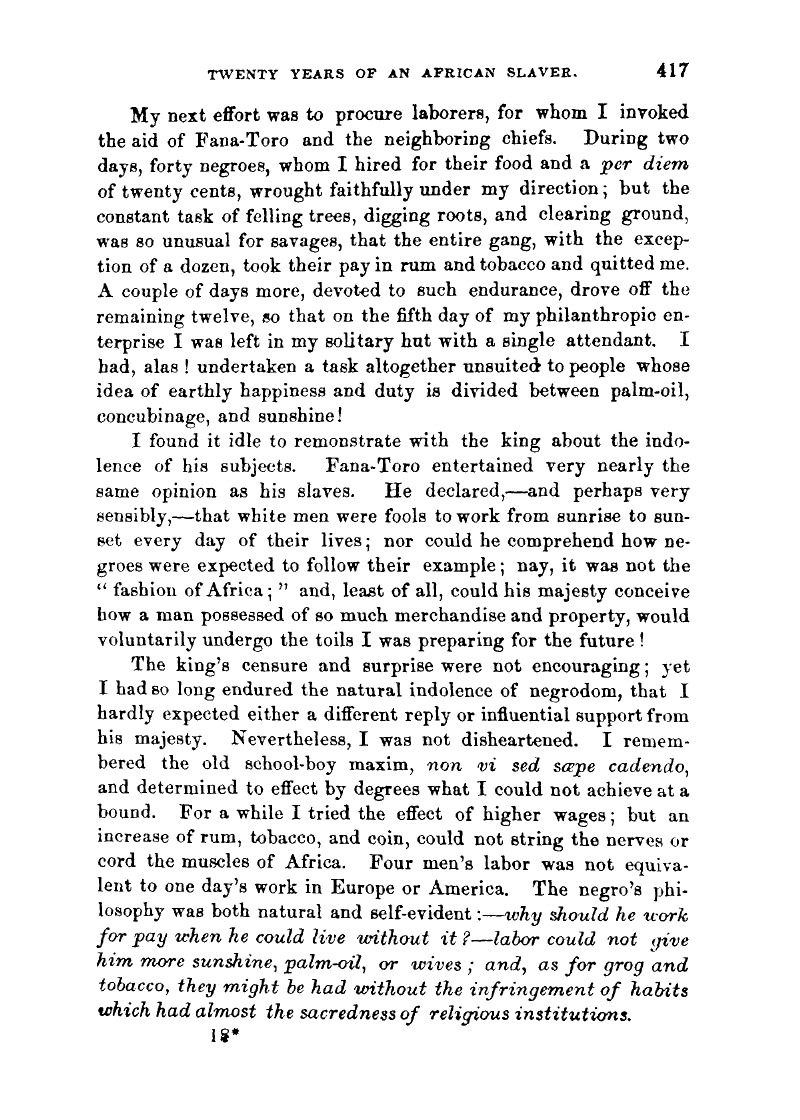 TWENTY YEARS OF AN AFRICAN SLAVER. 417
My next effort was to procure laborers, for whom I invoked
the aid of Fana-Toro and the neighboring chiefs. During two
days, forty negroes, whom I hired for their food and a per diem
of twenty cents, wrought faithfully under my direction; but the
constant task of felling trees, digging roots, and clearing ground,
was so unusual for savages, that the entire gang, with the excep-
tion of a dozen, took their pay in rum and tobacco and quitted me.
A couple of days more, devoted to such endurance, drove off the
remaining twelve, so that on the fifth day of my philanthropic en-
terprise I was left in my solitary hut with a single attendant. I
had, alas ! undertaken a task altogether unsuited to people whose
idea of earthly happiness and duty is divided between palm-oil,
concubinage, and sunshine!
I found it idle to remonstrate with the king about the indo-
lence of his subjects. Fana-Toro entertained very nearly the
same opinion as his slaves. He declared,—and perhaps very
sensibly,—that white men were fools to work from sunrise to sun-
set every day of their lives; nor could he comprehend how ne-
groes were expected to follow their example; nay, it was not the
" fashion of Africa; " and, least of all, could his majesty conceive
how a man possessed of so much merchandise and property, would
voluntarily undergo the toils I was preparing for the future !
The king's censure and surprise were not encouraging; yet
I had so long endured the natural indolence of negrodom, that I
hardly expected either a different reply or influential support from
his majesty. Nevertheless, I was not disheartened. I remem-
bered the old school-boy maxim, non vi sed sæpe cadendo,
and determined to effect by degrees what I could not achieve at a
bound. For a while I tried the effect of higher wages; but an
increase of rum, tobacco, and coin, could not string the nerves or
cord the muscles of Africa. Four men's labor was not equiva-
lent to one day's work in Europe or America. The negro's phi-
losophy was both natural and self-evident :—why should he work
for pay when he could live without it ?—labor could not give
him more sunshine, palm-oil, or wives ; and, as for grog and
tobacco, they might be had without the infringement of habits
which had almost the sacredness of religious institutions.
18*